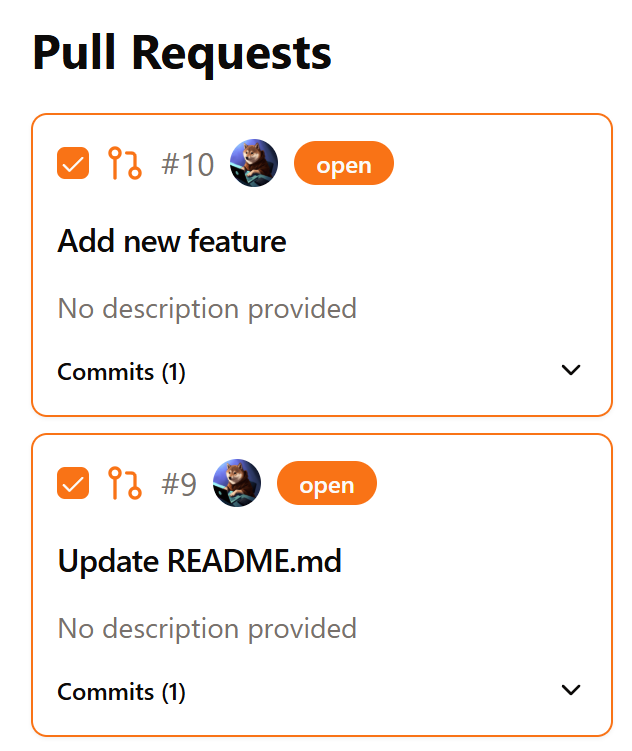 Pull Requests
#10 open
Add new feature
No description provided
Commits (1)
#9 open
Update README.md
No description provided
Commits (1)